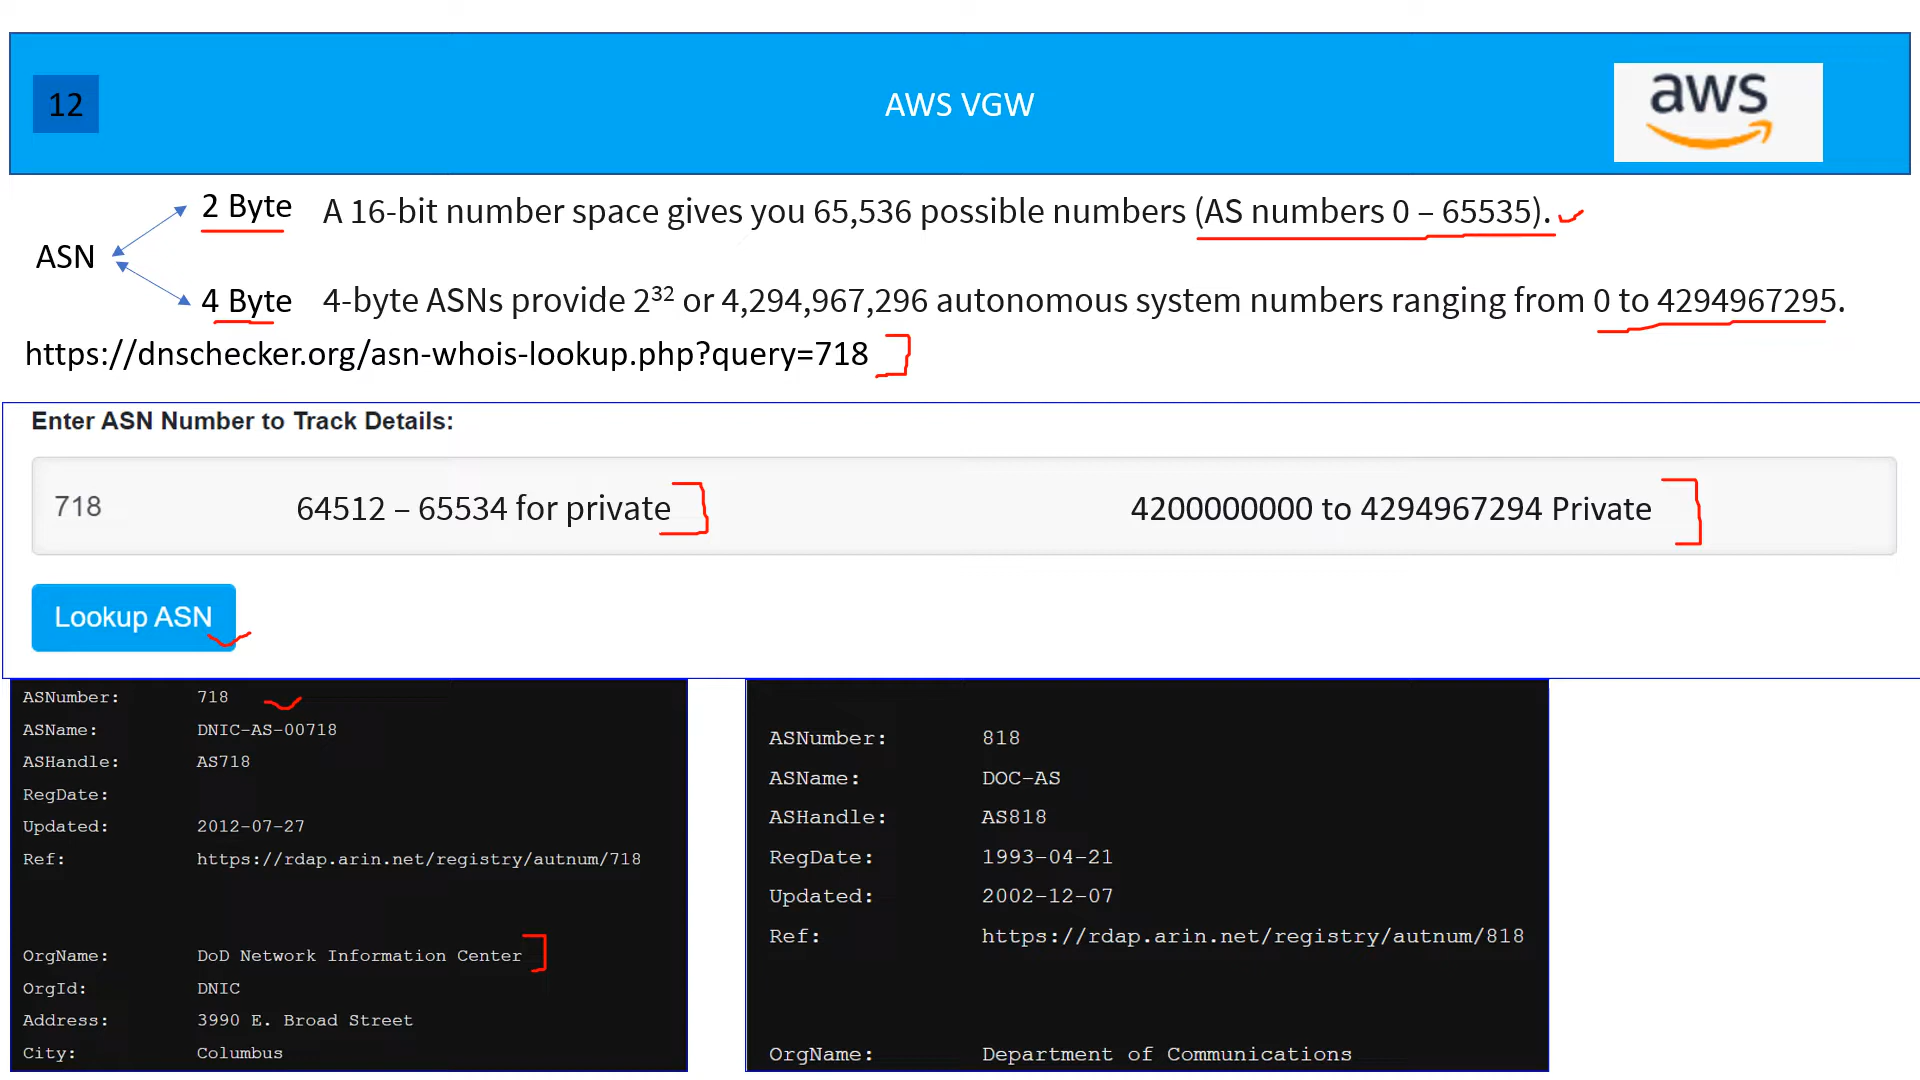 12
AWS VGW
aws
2 Byte
A 16-bit number space gives you 65,536 possible numbers (AS numbers 0 – 65535).
ASN
4 Byte
4-byte ASNs provide 2³² or 4,294,967,296 autonomous system numbers ranging from 0 to 4294967295.
https://dnschecker.org/asn-whois-lookup.php?query=718
Enter ASN Number to Track Details:
718
64512 – 65534 for private
4200000000 to 4294967294 Private
Lookup ASN
ASNumber: 718
ASName: DNIC-AS-00718
ASHandle: AS718
RegDate:
Updated: 2012-07-27
Ref: https://rdap.arin.net/registry/autnum/718
OrgName: DoD Network Information Center
OrgId: DNIC
Address: 3990 E. Broad Street
City: Columbus
ASNumber: 818
ASName: DOC-AS
ASHandle: AS818
RegDate: 1993-04-21
Updated: 2002-12-07
Ref: https://rdap.arin.net/registry/autnum/818
OrgName: Department of Communications